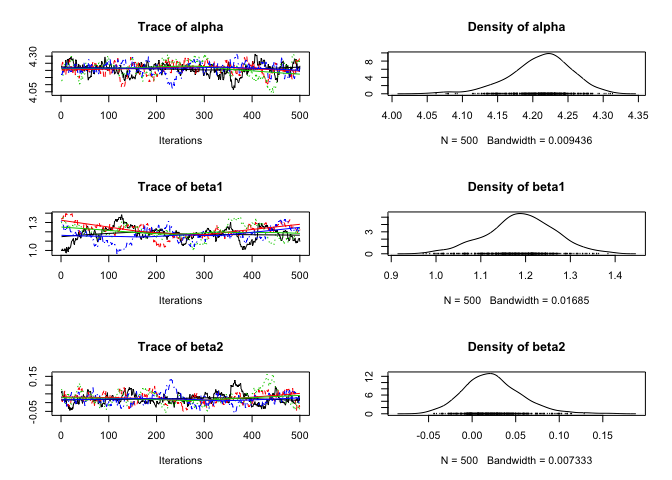 Trace of alpha
4.05 4.30
0 100 200 300 400 500
Iterations
Density of alpha
0 4 8
4.00 4.05 4.10 4.15 4.20 4.25 4.30 4.35
N = 500 Bandwidth = 0.009436
Trace of beta1
1.0 1.3
0 100 200 300 400 500
Iterations
Density of beta1
0 3
0.9 1.0 1.1 1.2 1.3 1.4
N = 500 Bandwidth = 0.01685
Trace of beta2
-0.05 0.15
0 100 200 300 400 500
Iterations
Density of beta2
0 4 12
-0.05 0.00 0.05 0.10 0.15
N = 500 Bandwidth = 0.007333